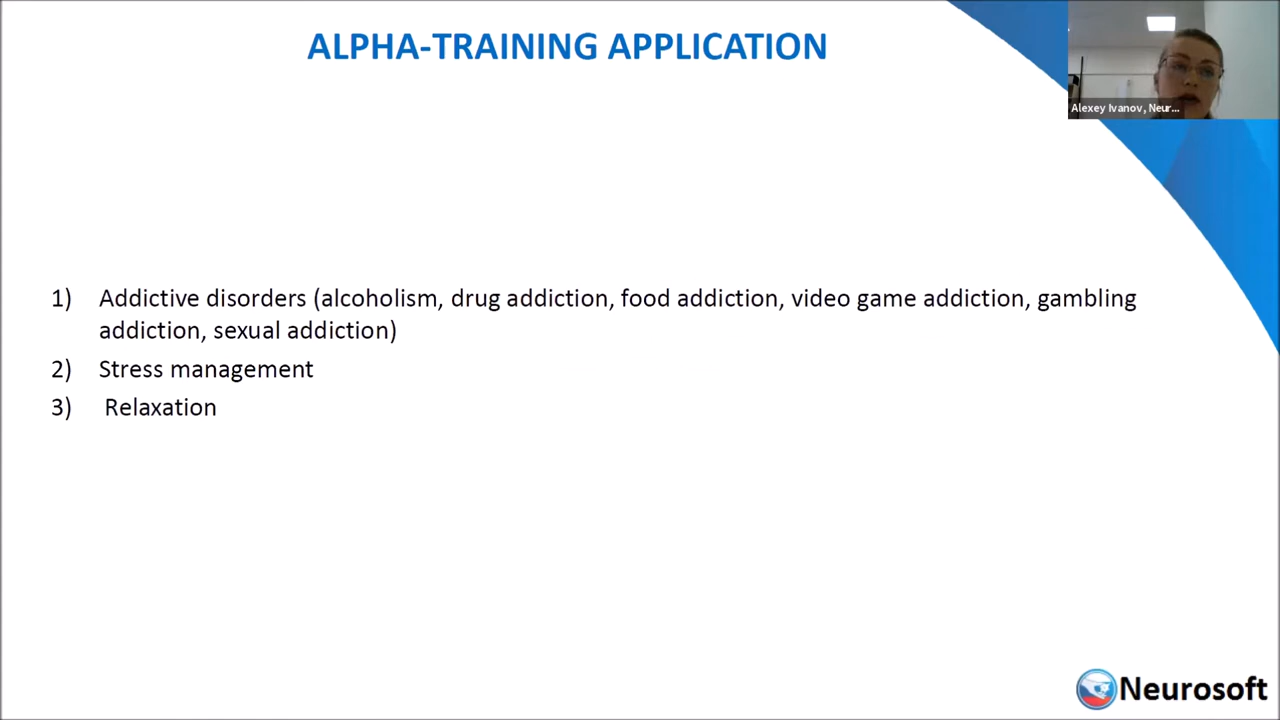 ALPHA-TRAINING APPLICATION
Alexey Ivanov, Neur...
1) Addictive disorders (alcoholism, drug addiction, food addiction, video game addiction, gambling
addiction, sexual addiction)
2) Stress management
3) Relaxation
Neurosoft